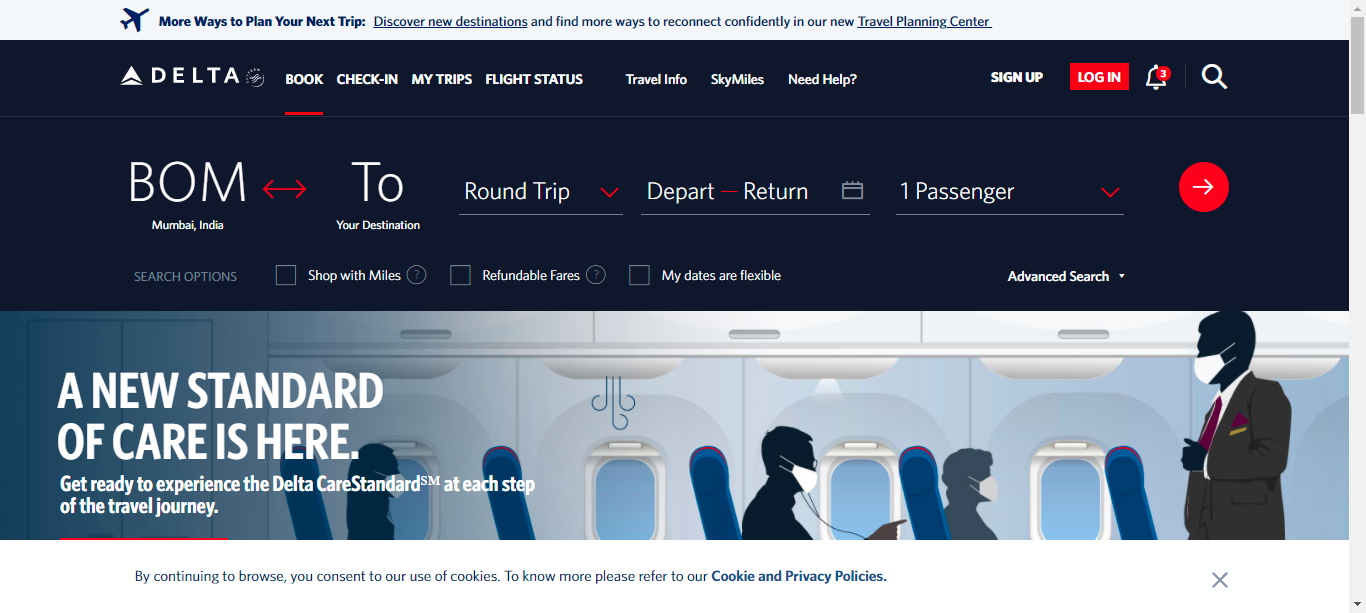 More Ways to Plan Your Next Trip: Discover new destinations and find more ways to reconnect confidently in our new Travel Planning Center
DELTA BOOK CHECK-IN MY TRIPS FLIGHT STATUS Travel Info SkyMiles Need Help? SIGN UP LOG IN 3
BOM To Round Trip Depart — Return 1 Passenger
Mumbai, India Your Destination
SEARCH OPTIONS Shop with Miles ? Refundable Fares ? My dates are flexible Advanced Search
A NEW STANDARD
OF CARE IS HERE.
Get ready to experience the Delta CareStandard℠ at each step
of the travel journey.
By continuing to browse, you consent to our use of cookies. To know more please refer to our Cookie and Privacy Policies.